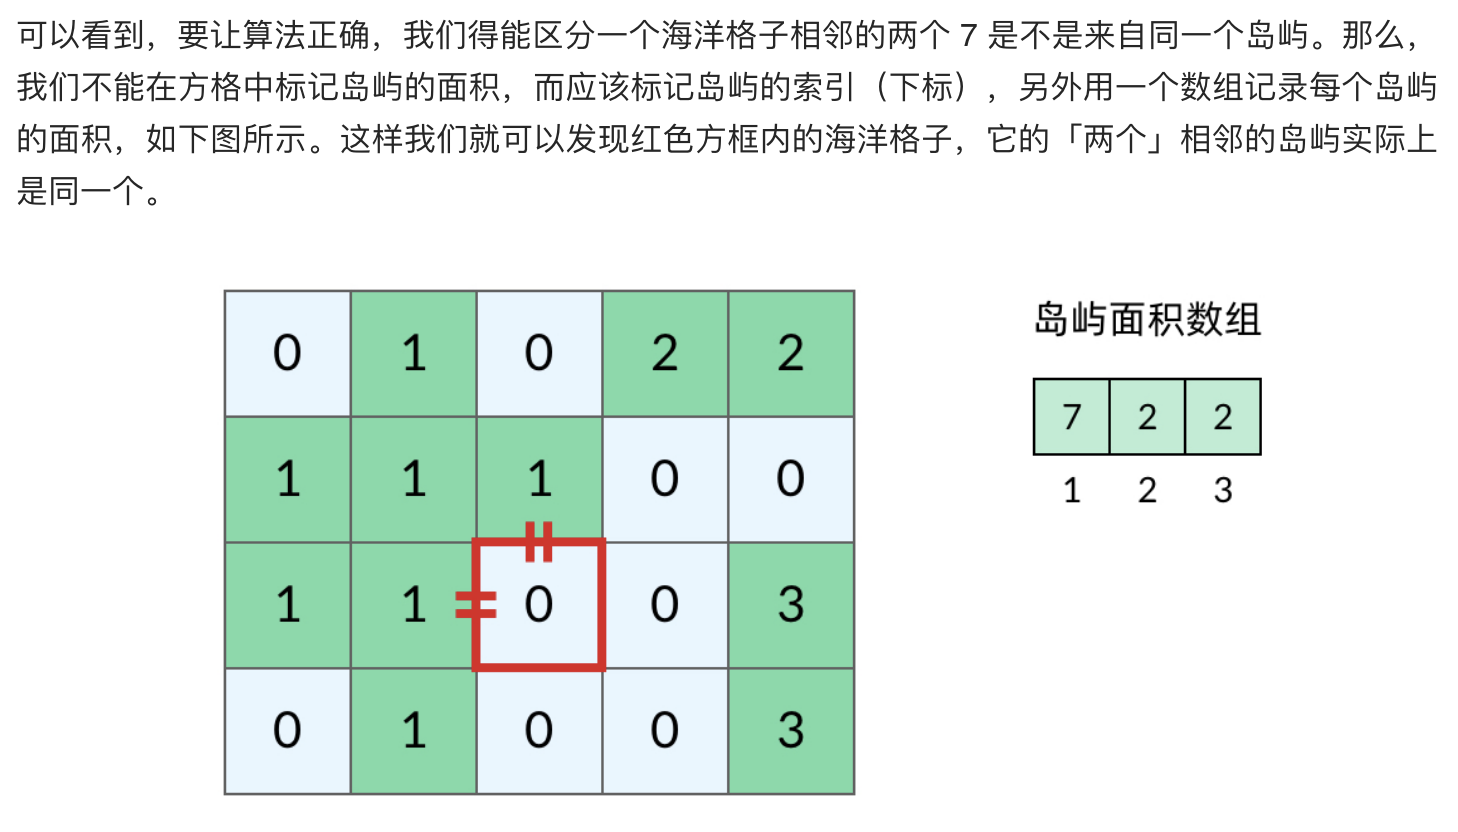 可以看到，要让算法正确，我们得能区分一个海洋格子相邻的两个 7 是不是来自同一个岛屿。那么，
我们不能在方格中标记岛屿的面积，而应该标记岛屿的索引（下标），另外用一个数组记录每个岛屿
的面积，如下图所示。这样我们就可以发现红色方框内的海洋格子，它的「两个」相邻的岛屿实际上
是同一个。
0 1 0 2 2
1 1 1 0 0
1 1 0 0 3
0 1 0 0 3
岛屿面积数组
7 2 2
1 2 3